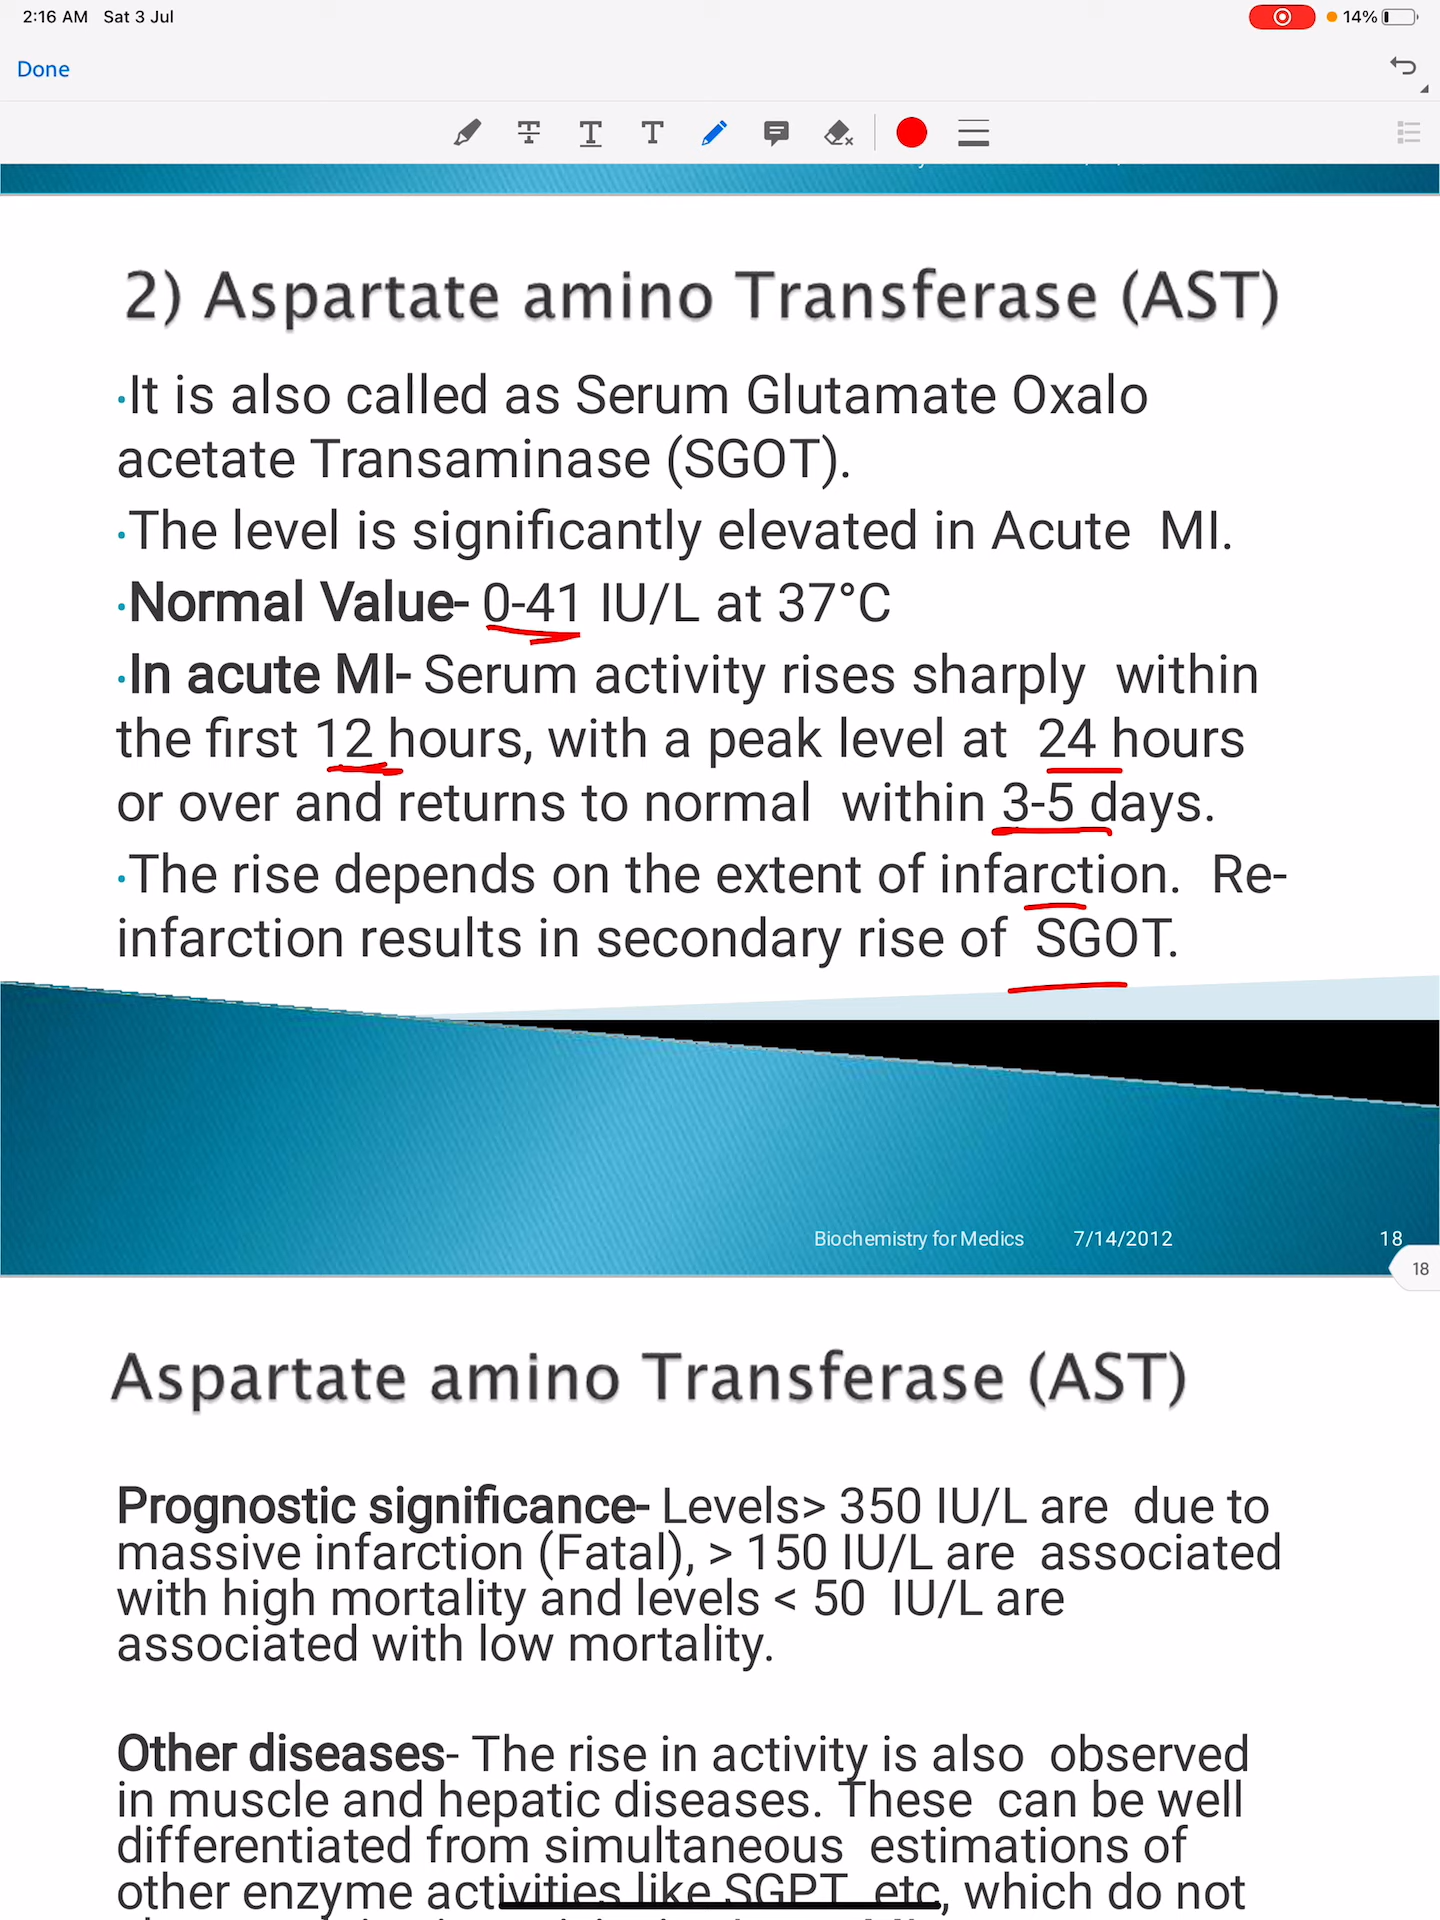 2:16 AM Sat 3 Jul
14%
Done
2) Aspartate amino Transferase (AST)
·It is also called as Serum Glutamate Oxalo
acetate Transaminase (SGOT).
·The level is significantly elevated in Acute MI.
·Normal Value- 0-41 IU/L at 37°C
·In acute MI- Serum activity rises sharply within
the first 12 hours, with a peak level at 24 hours
or over and returns to normal within 3-5 days.
·The rise depends on the extent of infarction. Re-
infarction results in secondary rise of SGOT.
Biochemistry for Medics 7/14/2012 18
18
Aspartate amino Transferase (AST)
Prognostic significance- Levels> 350 IU/L are due to
massive infarction (Fatal), > 150 IU/L are associated
with high mortality and levels < 50 IU/L are
associated with low mortality.
Other diseases- The rise in activity is also observed
in muscle and hepatic diseases. These can be well
differentiated from simultaneous estimations of
other enzyme activities like SGPT etc, which do not